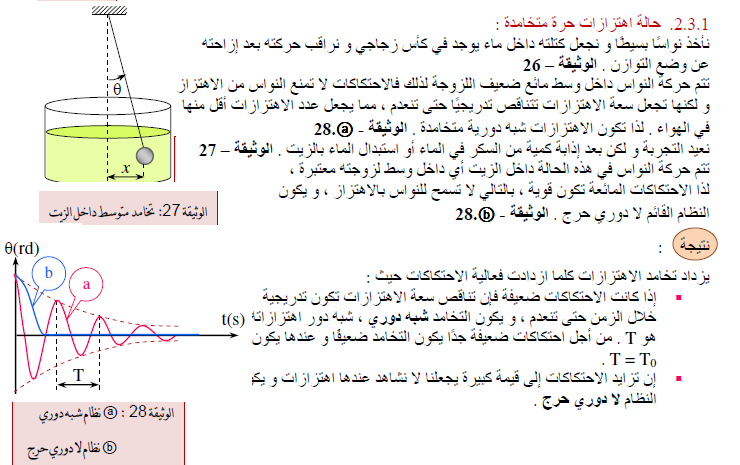 2.3.1. حالة اهتزازات حرة متخامدة :
نأخذ نواسًا بسيطًا و نجعل كتلته داخل ماء يوجد في كأس زجاجي و نراقب حركته بعد إزاحته
عن وضع التوازن . الوثيقة – 26
تتم حركة النواس داخل وسط مائع ضعيف اللزوجة لذلك فالاحتكاكات لا تمنع النواس من الاهتزاز
و لكنها تجعل سعة الاهتزازات تتناقص تدريجيًا حتى تنعدم ، مما يجعل عدد الاهتزازات أقل منها
في الهواء . لذا تكون الاهتزازات شبه دورية متخامدة . الوثيقة - 28.ⓐ
نعيد التجربة و لكن بعد إذابة كمية من السكر في الماء أو استبدال الماء بالزيت . الوثيقة – 27
تتم حركة النواس في هذه الحالة داخل الزيت أي داخل وسط لزوجته معتبرة ،
لذا الاحتكاكات المائعة تكون قوية ، بالتالي لا تسمح للنواس بالاهتزاز ، و يكون
النظام القائم لا دوري حرج . الوثيقة - 28.ⓑ
θ
x
الوثيقة 27: تخامد متوسط داخل الزيت
نتيجة :
يزداد تخامد الاهتزازات كلما ازدادت فعالية الاحتكاكات حيث :
▪ إذا كانت الاحتكاكات ضعيفة فإن تناقص سعة الاهتزازات تكون تدريجية
خلال الزمن حتى تنعدم ، و يكون التخامد شبه دوري ، شبه دور اهتزازاته
هو T . من أجل احتكاكات ضعيفة جدًا يكون التخامد ضعيفًا و عندها يكون
T = T₀ .
▪ إن تزايد الاحتكاكات إلى قيمة كبيرة يجعلنا لا نشاهد عندها اهتزازات و
النظام لا دوري حرج .
θ(rd)
b
a
t(s)
T
الوثيقة 28 : ⓐ نظام شبه دوري
ⓑ نظام لا دوري حرج